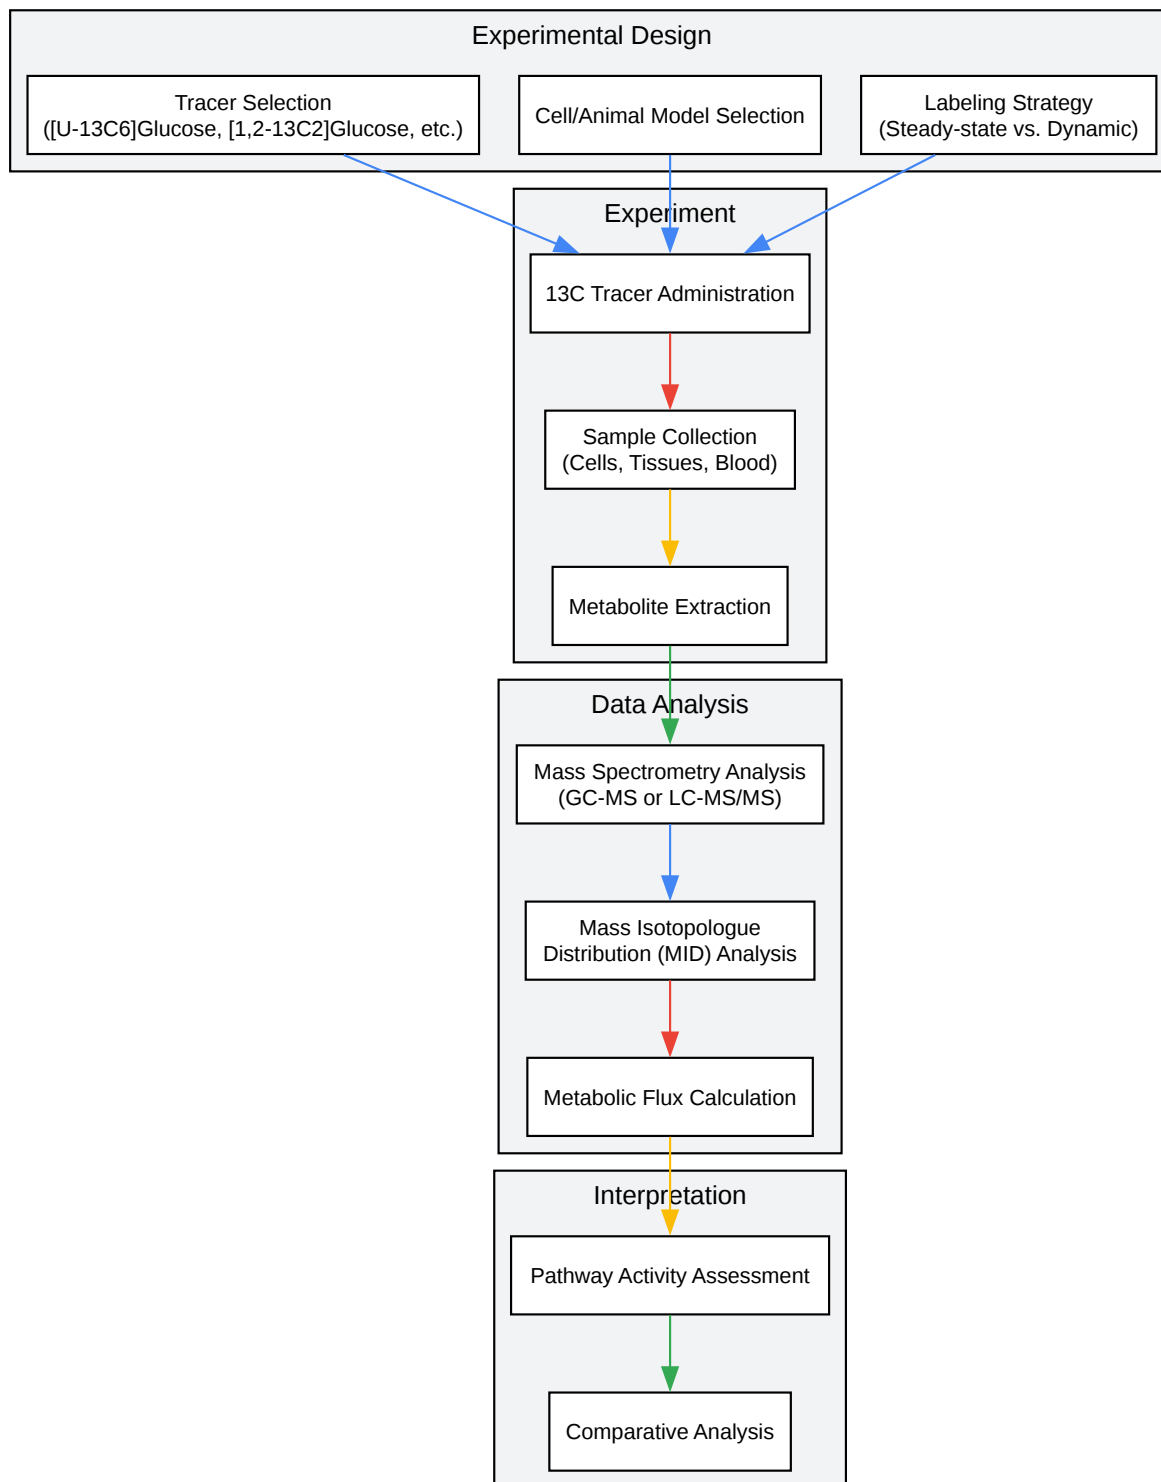 Experimental Design
Tracer Selection
([U-13C6]Glucose, [1,2-13C2]Glucose, etc.)
Cell/Animal Model Selection
Labeling Strategy
(Steady-state vs. Dynamic)
Experiment
13C Tracer Administration
Sample Collection
(Cells, Tissues, Blood)
Metabolite Extraction
Data Analysis
Mass Spectrometry Analysis
(GC-MS or LC-MS/MS)
Mass Isotopologue
Distribution (MID) Analysis
Metabolic Flux Calculation
Interpretation
Pathway Activity Assessment
Comparative Analysis